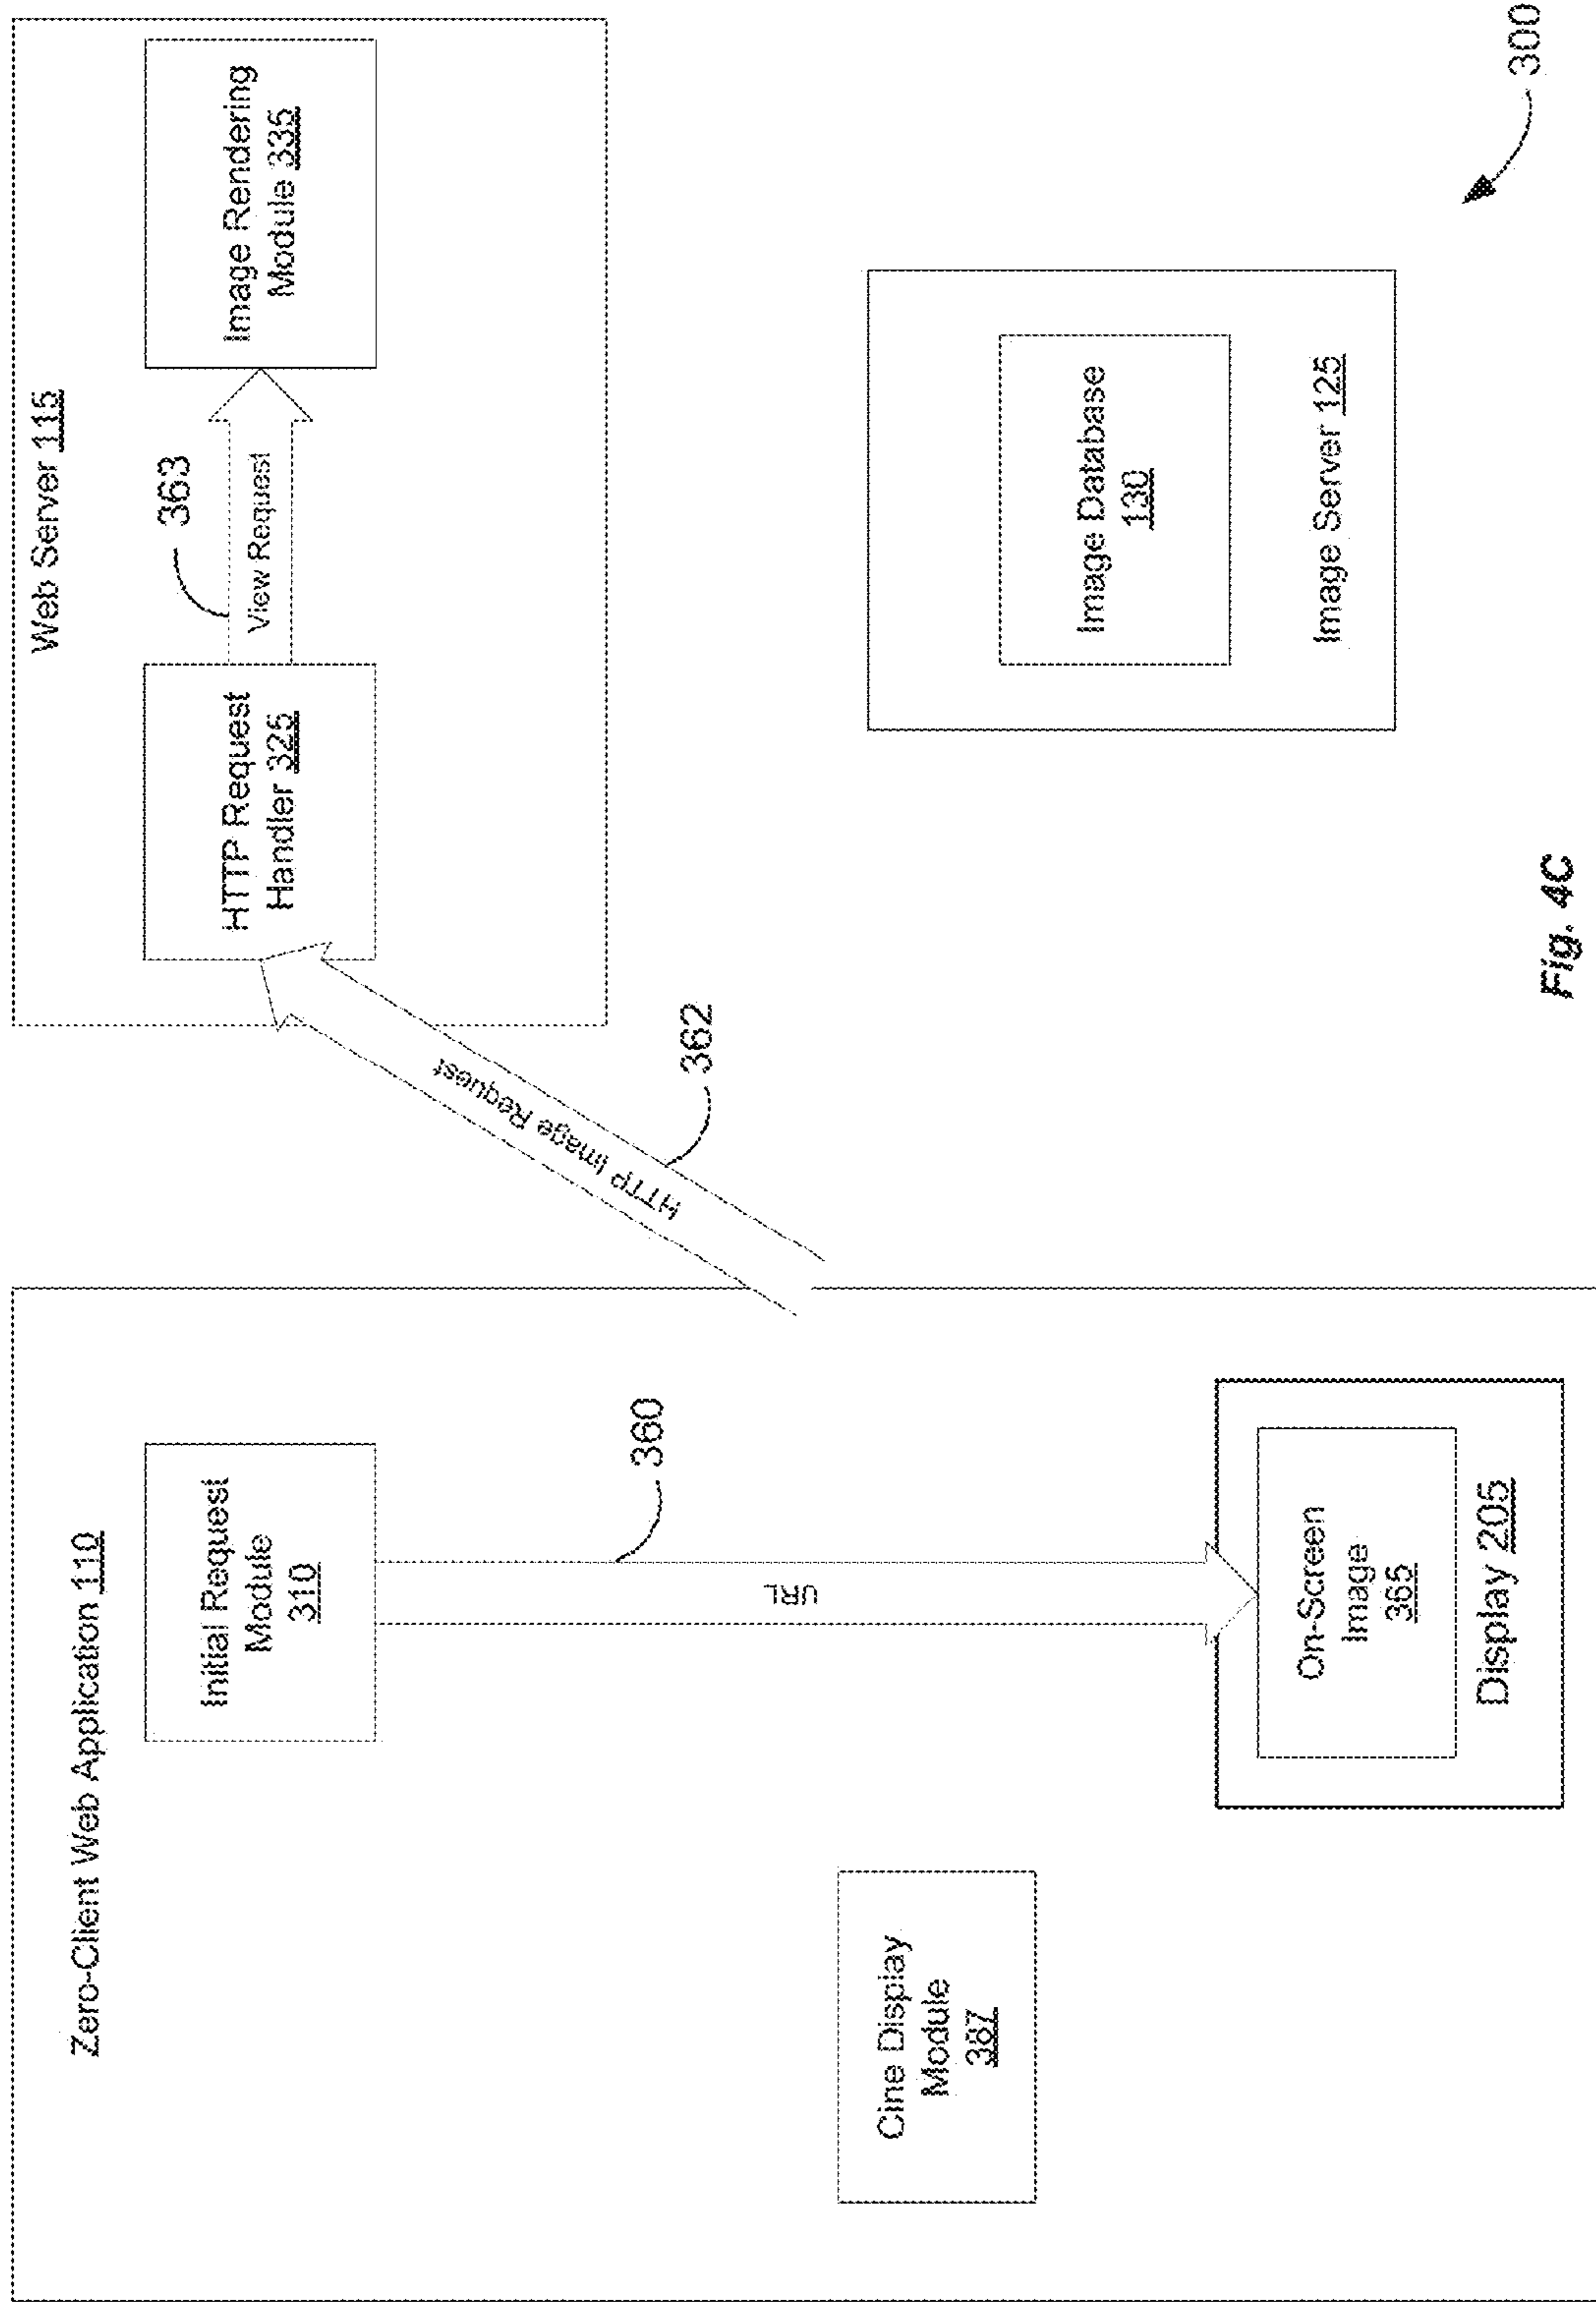 Zero-Client Web Application 110
Initial Request
Module
310
URL
360
Cine Display
Module
387
On-Screen
Image
365
Display 205
HTTP Image Request
362
Web Server 115
HTTP Request
Handler 325
View Request
363
Image Rendering
Module 335
Image Database
130
Image Server 125
300
Fig. 4C